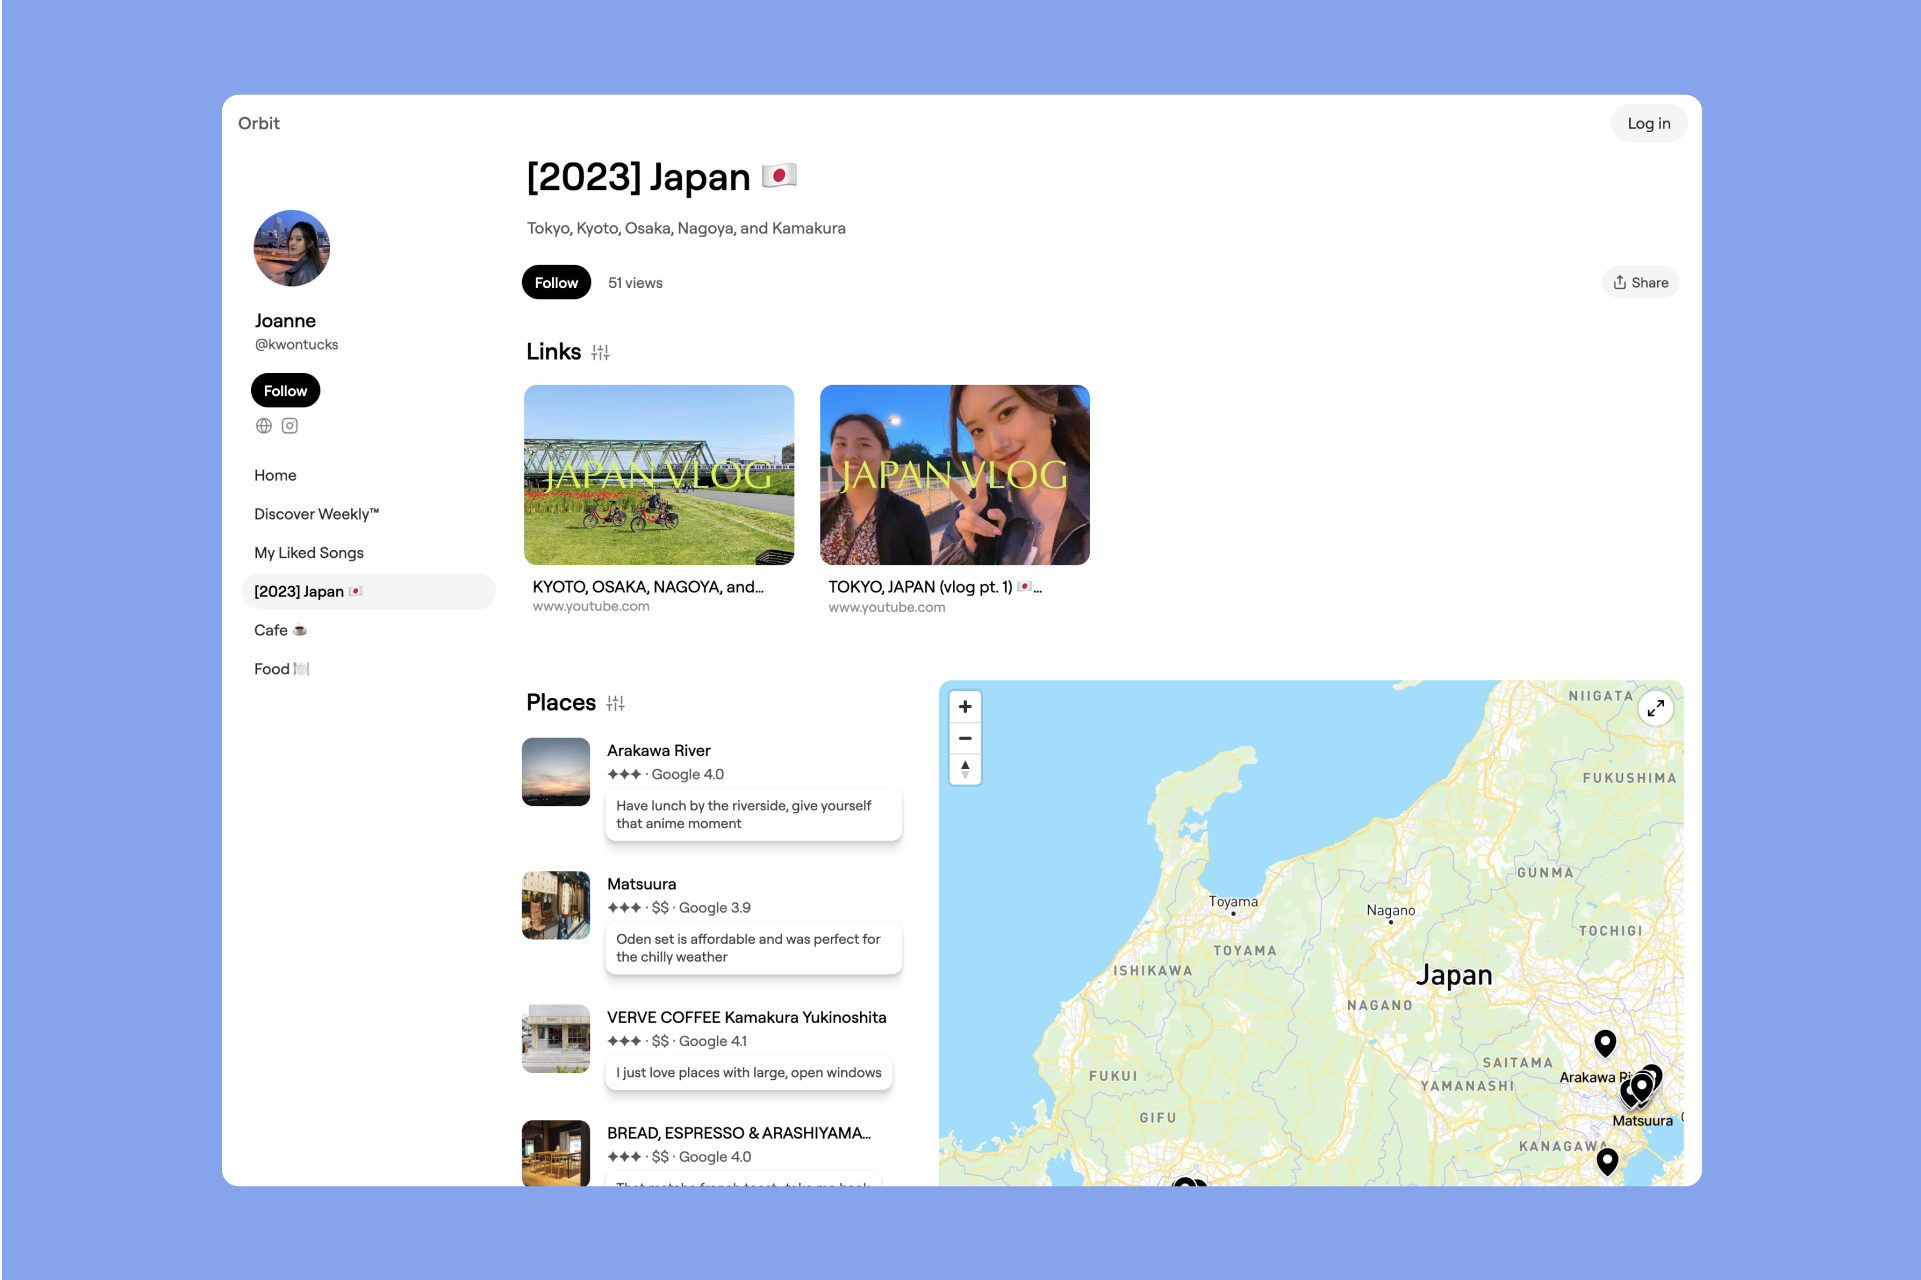 Orbit
Log in
[2023] Japan 🇯🇵
Tokyo, Kyoto, Osaka, Nagoya, and Kamakura
Follow
51 views
Share
Joanne
@kwontucks
Follow
Home
Discover Weekly™
My Liked Songs
[2023] Japan 🇯🇵
Cafe ☕
Food 🍽️
Links
JAPAN VLOG
KYOTO, OSAKA, NAGOYA, and...
www.youtube.com
JAPAN VLOG
TOKYO, JAPAN (vlog pt. 1) 🇯🇵...
www.youtube.com
Places
Arakawa River
✦✦✦ · Google 4.0
Have lunch by the riverside, give yourself
that anime moment
Matsuura
✦✦✦ · $$ · Google 3.9
Oden set is affordable and was perfect for
the chilly weather
VERVE COFFEE Kamakura Yukinoshita
✦✦✦ · $$ · Google 4.1
I just love places with large, open windows
BREAD, ESPRESSO & ARASHIYAMA...
✦✦✦ · $$ · Google 4.0
NIIGATA
FUKUSHIMA
GUNMA
Toyama
Nagano
TOCHIGI
TOYAMA
ISHIKAWA
Japan
NAGANO
SAITAMA
FUKUI
Arakawa Ri
YAMANASHI
GIFU
Matsuura
KANAGAWA